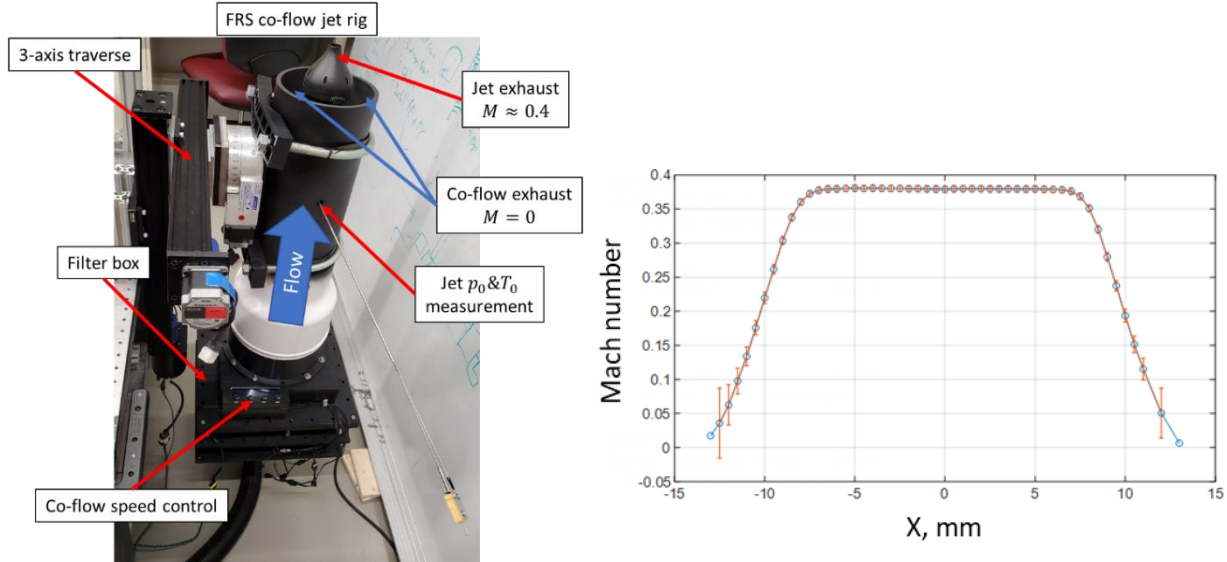 FRS co-flow jet rig
3-axis traverse
Jet exhaust
M ≈ 0.4
Co-flow exhaust
M = 0
Filter box
Flow
Jet p₀&T₀
measurement
Co-flow speed control
Mach number
0.4
0.35
0.3
0.25
0.2
0.15
0.1
0.05
0
-0.05
-15
-10
-5
0
5
10
15
X, mm